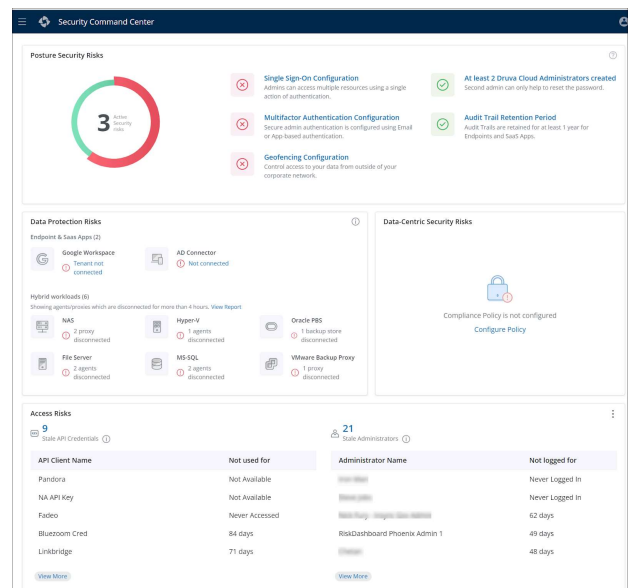 Security Command Center
Posture Security Risks
3 Active
Security
risks
Single Sign-On Configuration
Admins can access multiple resources using a single
action of authentication.
Multifactor Authentication Configuration
Secure admin authentication is configured using Email
or App-based authentication.
Geofencing Configuration
Control access to your data from outside of your
corporate network.
At least 2 Druva Cloud Administrators created
Second admin can only help to reset the password.
Audit Trail Retention Period
Audit Trails are retained for at least 1 year for
Endpoints and SaaS Apps.
Data Protection Risks
Endpoint & Saas Apps (2)
Google Workspace
Tenant not
connected
AD Connector
Not connected
Hybrid workloads (6)
Showing agents/proxies which are disconnected for more than 4 hours. View Report
NAS
2 proxy
disconnected
Hyper-V
1 agents
disconnected
Oracle PBS
1 backup store
disconnected
File Server
2 agents
disconnected
MS-SQL
2 agents
disconnected
VMware Backup Proxy
1 proxy
disconnected
Data-Centric Security Risks
Compliance Policy is not configured
Configure Policy
Access Risks
9
Stale API Credentials
API Client Name Not used for
Pandora Not Available
NA API Key Not Available
Fadeo Never Accessed
Bluezoom Cred 84 days
Linkbridge 71 days
View More
21
Stale Administrators
Administrator Name Not logged for
Never Logged In
Never Logged In
62 days
RiskDashboard Phoenix Admin 1 49 days
48 days
View More